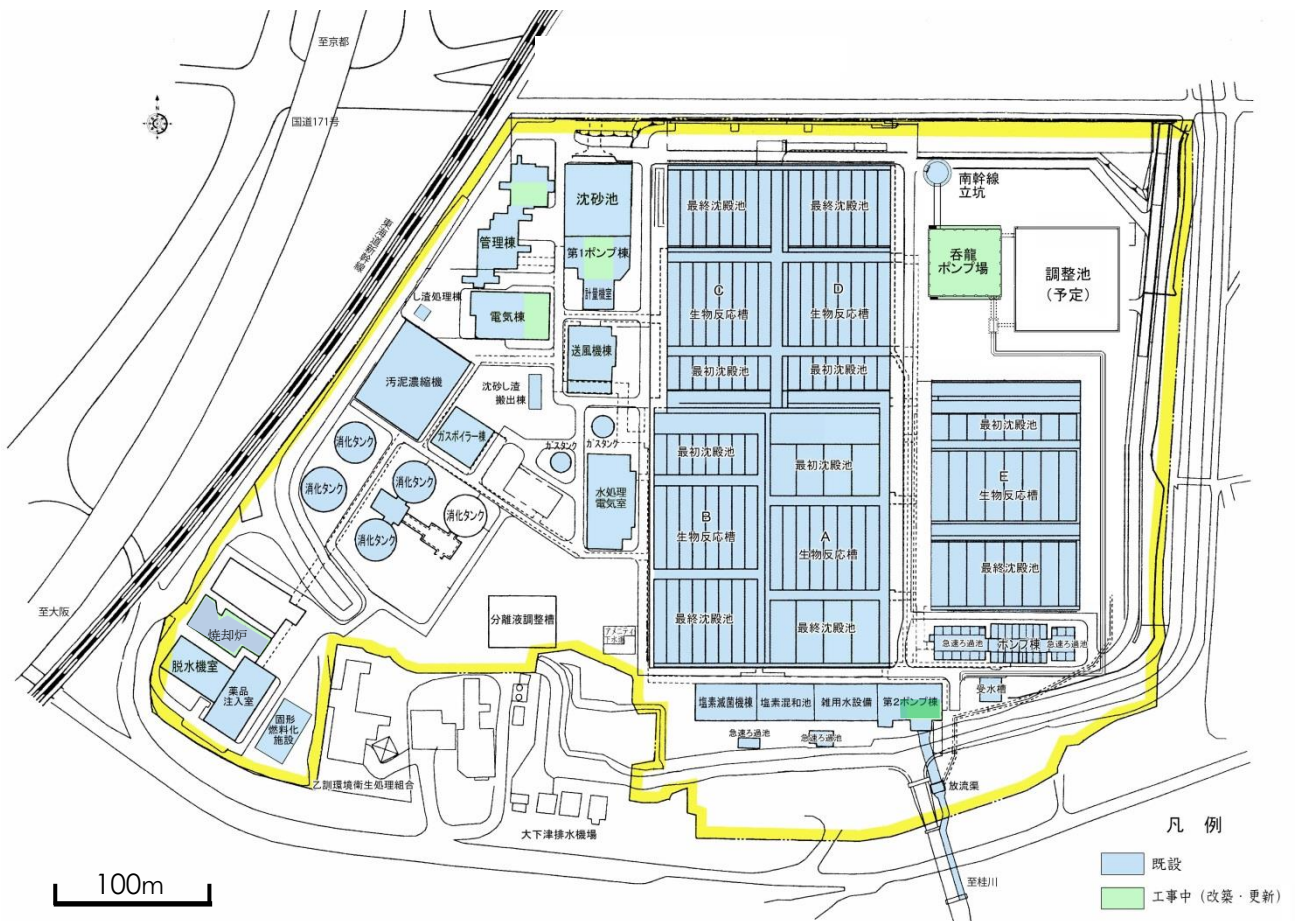 至京都
国道171号
東海道新幹線
南幹線
立坑
沈砂池
最終沈殿池
最終沈殿池
管理棟
第1ポンプ棟
呑龍
ポンプ場
調整池
(予定)
C
生物反応槽
D
生物反応槽
計量機室
し渣処理棟
電気棟
送風機棟
最初沈殿池
最初沈殿池
汚泥濃縮機
沈砂し渣
搬出棟
ガスボイラー棟
ガスタンク
ガスタンク
最初沈殿池
最初沈殿池
最初沈殿池
消化タンク
消化タンク
消化タンク
消化タンク
消化タンク
水処理
電気室
B
生物反応槽
A
生物反応槽
E
生物反応槽
最終沈殿池
至大阪
分離液調整槽
アメニティ
下水道
最終沈殿池
最終沈殿池
焼却炉
急速ろ過池
ポンプ棟
急速ろ過池
脱水機室
薬品
注入室
受水槽
固形
燃料化
施設
塩素滅菌機棟
塩素混和池
雑用水設備
第2ポンプ棟
急速ろ過池
急速ろ過池
乙訓環境衛生処理組合
放流渠
大下津排水機場
凡 例
既設
至桂川
工事中(改築・更新)
100m